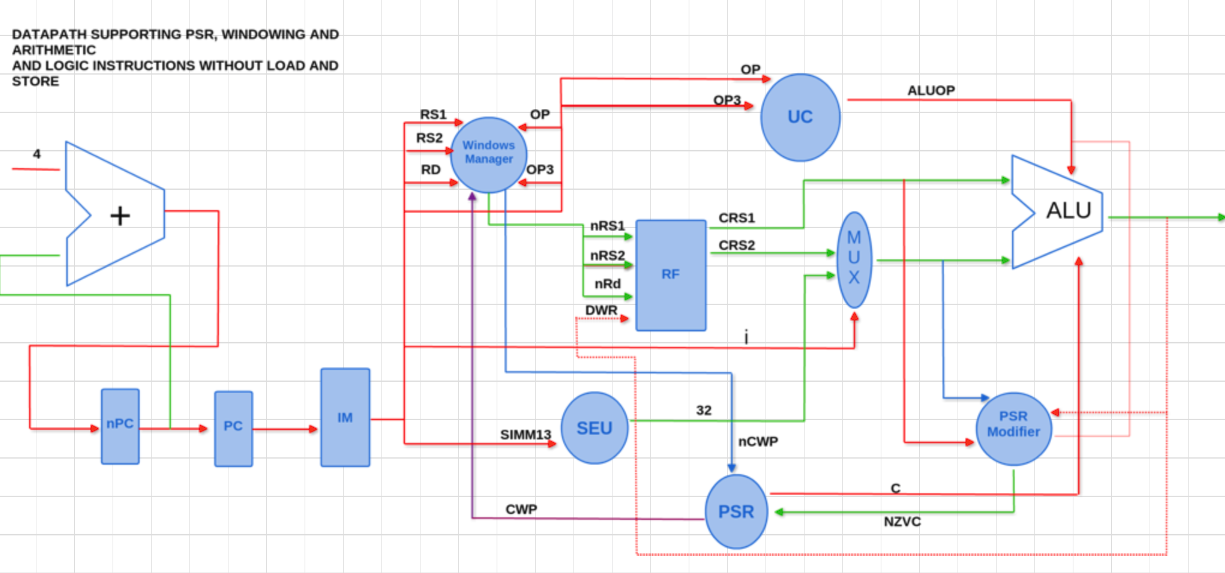 DATAPATH SUPPORTING PSR, WINDOWING AND
ARITHMETIC
AND LOGIC INSTRUCTIONS WITHOUT LOAD AND
STORE
OP
OP3
UC
ALUOP
RS1
RS2
RD
Windows
Manager
OP
OP3
4
+
nRS1
nRS2
nRd
DWR
RF
CRS1
CRS2
M
U
X
ALU
i
nPC
PC
IM
SIMM13
SEU
32
nCWP
PSR
Modifier
CWP
PSR
C
NZVC